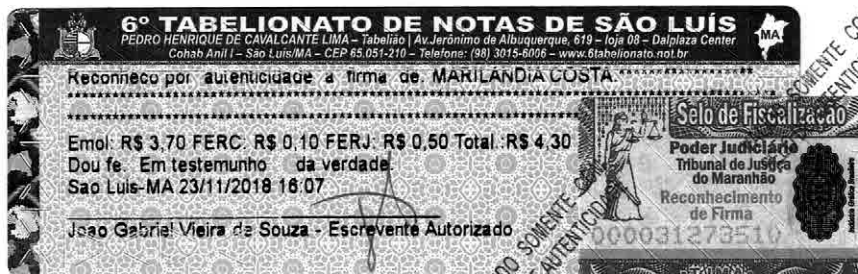 6º TABELIONATO DE NOTAS DE SÃO LUÍS
PEDRO HENRIQUE DE CAVALCANTE LIMA – Tabelião | Av.Jerônimo de Albuquerque, 619 – loja 08 – Dalplaza Center
Cohab Anil I – São Luís/MA – CEP 65.051-210 – Telefone: (98) 3015-6006 – www.6tabelionato.not.br
MA
Reconheco por autenticidade a firma de. MARILANDIA COSTA.********************
Emol: R$ 3,70 FERC. R$ 0,10 FERJ: R$ 0,50 Total.:R$ 4,30
Dou fe. Em testemunho da verdade.
Sao Luis-MA 23/11/2018 16:07
Joao Gabriel Vieira de Souza - Escrevente Autorizado
Selo de Fiscalização
Poder Judiciário
Tribunal de Justiça
do Maranhão
Reconhecimento
de Firma
000031273510
SOMENTE COM
SOMENTE